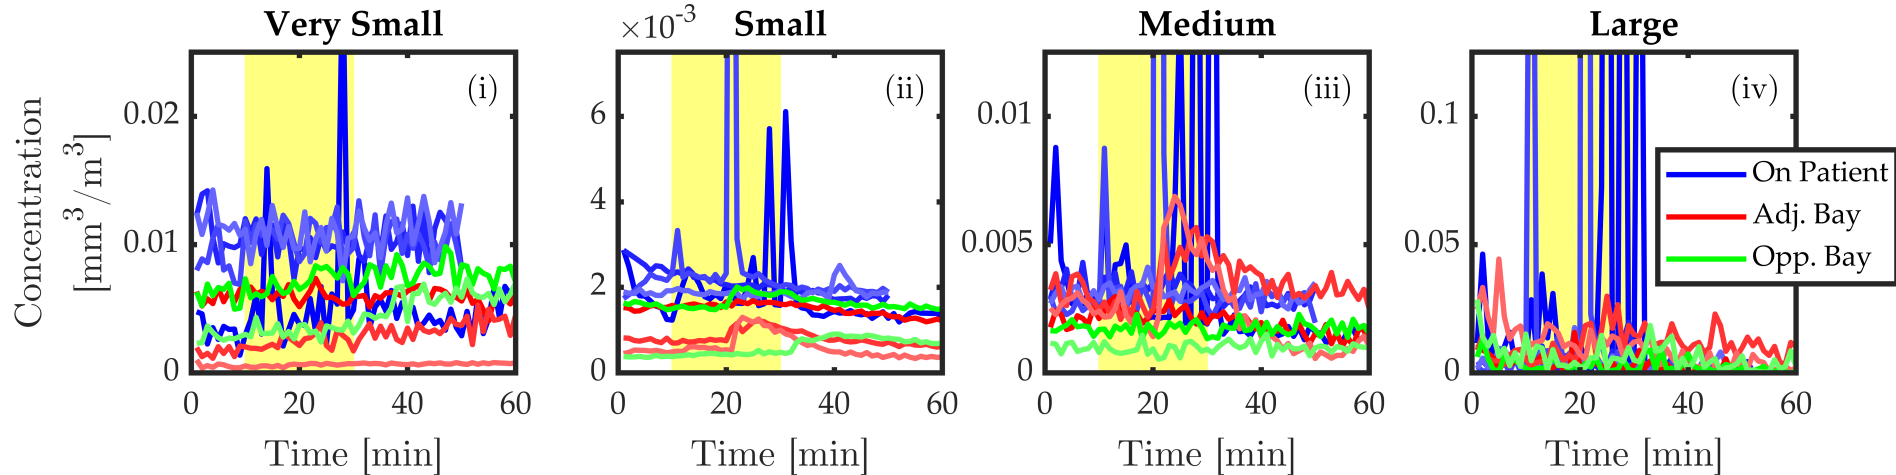 Very Small
Small
Medium
Large
×10⁻³
(i)
(ii)
(iii)
(iv)
Concentration
[mm³/m³]
0.02
0.01
0
6
4
2
0
0.01
0.005
0
0.1
0.05
0
On Patient
Adj. Bay
Opp. Bay
0 20 40 60
0 20 40 60
0 20 40 60
0 20 40 60
Time [min]
Time [min]
Time [min]
Time [min]